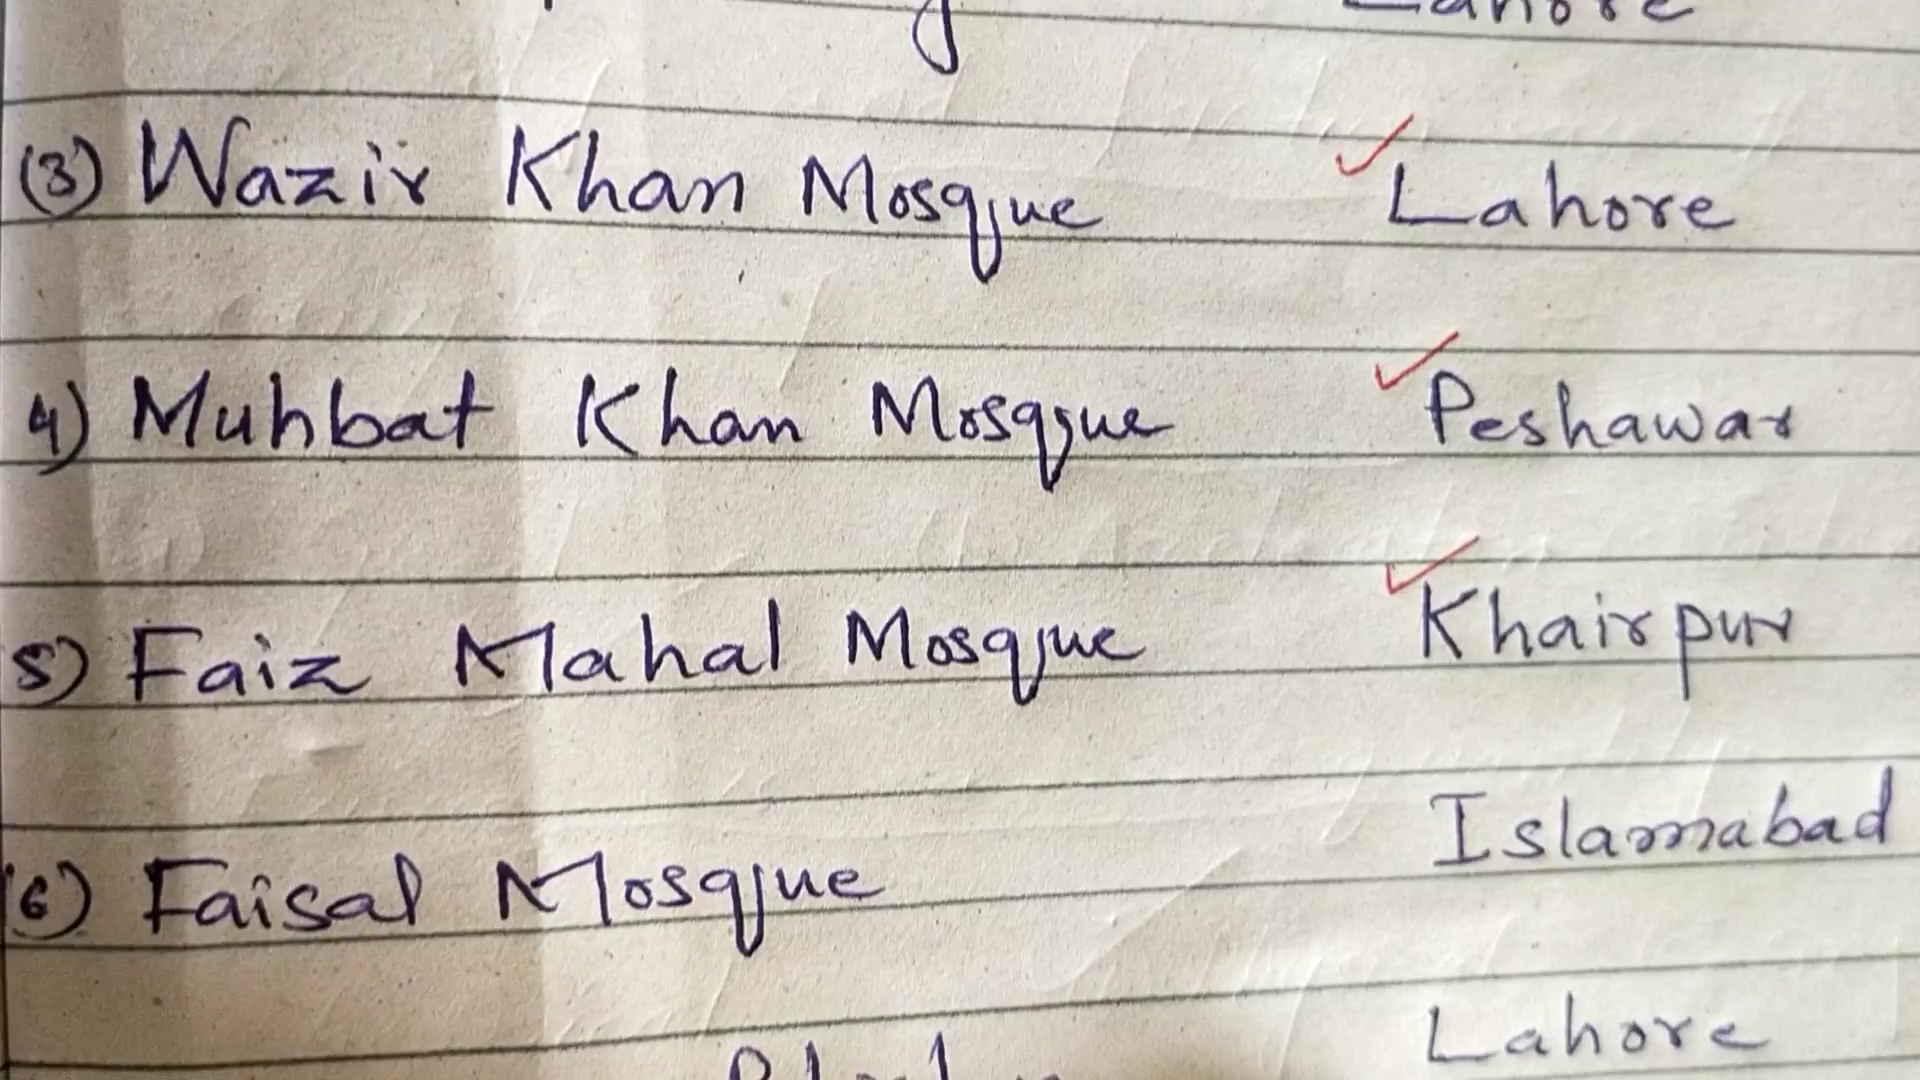 Lahore
(3) Wazir Khan Mosque Lahore
4) Muhbat Khan Mosque Peshawar
5) Faiz Mahal Mosque Khairpur
(6) Faisal Mosque Islamabad
Lahore